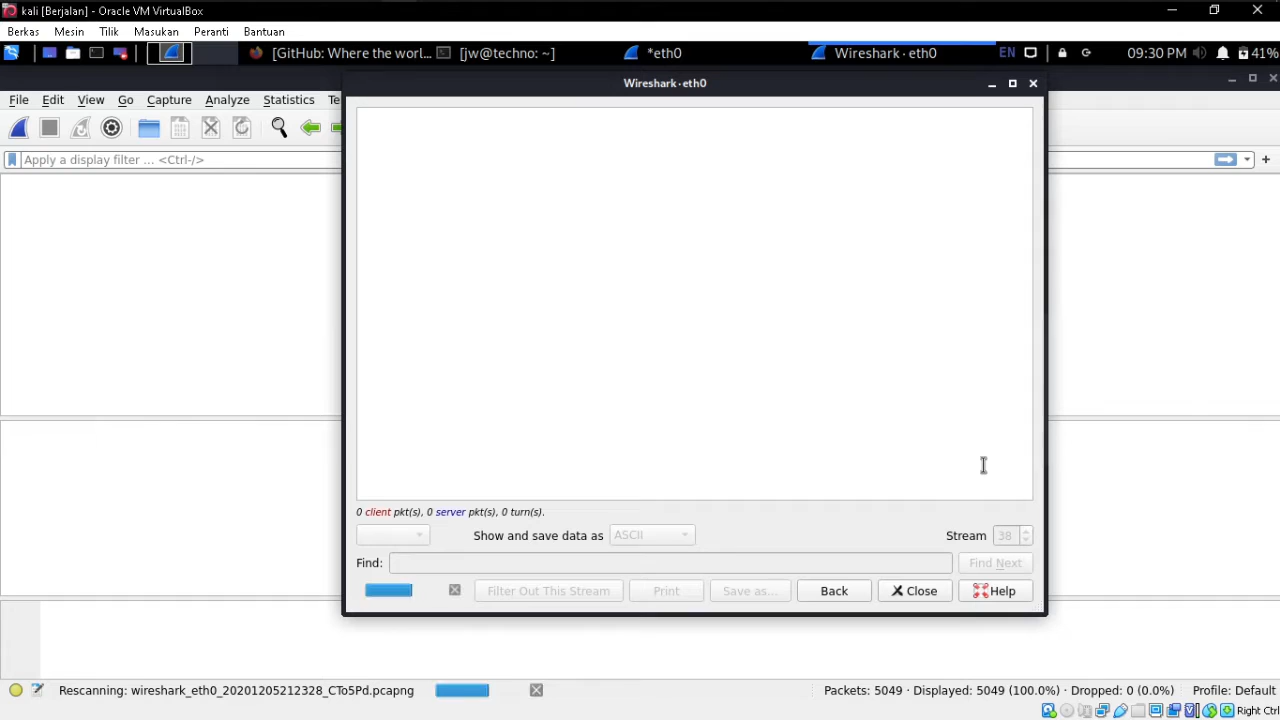 kali [Berjalan] - Oracle VM VirtualBox
Berkas Mesin Tilik Masukan Peranti Bantuan
[GitHub: Where the worl... [jw@techno: ~] *eth0 Wireshark · eth0 EN 09:30 PM 41%
Wireshark · eth0
File Edit View Go Capture Analyze Statistics Te
Apply a display filter ... <Ctrl-/>
0 client pkt(s), 0 server pkt(s), 0 turn(s).
Show and save data as ASCII Stream 38
Find: Find Next
Filter Out This Stream Print Save as... Back Close Help
Rescanning: wireshark_eth0_20201205212328_CTo5Pd.pcapng Packets: 5049 · Displayed: 5049 (100.0%) · Dropped: 0 (0.0%) Profile: Default
Right Ctrl